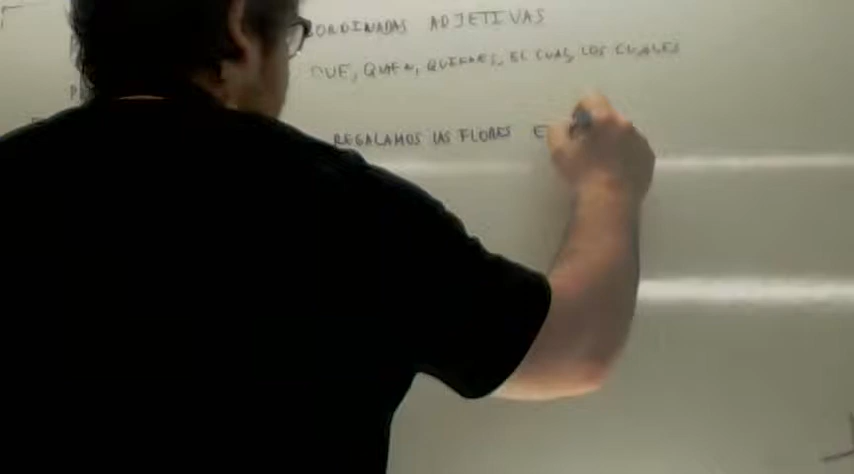 ORDINADAS ADJETIVAS
QUE, QUIEN, QUIENES, EL CUAL, LOS CUALES
REGALAMOS LAS FLORES E